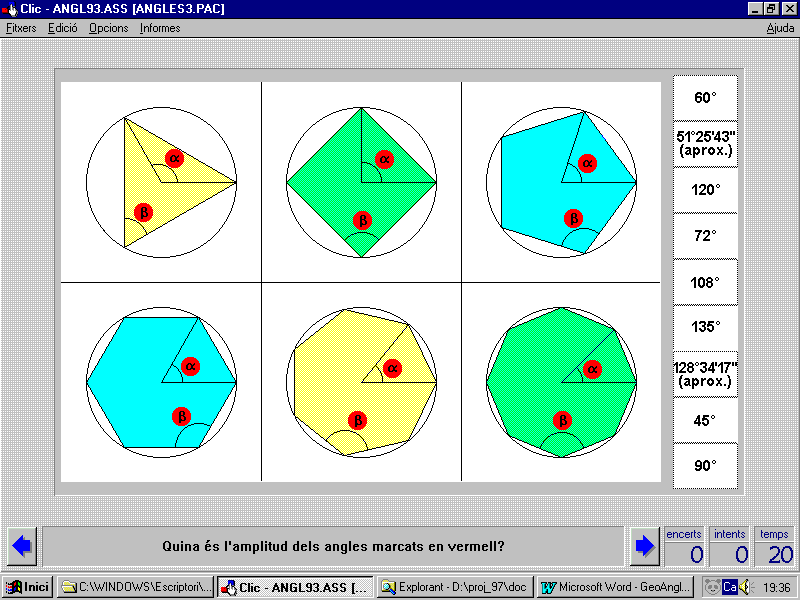 Clic - ANGL93.ASS [ANGLES3.PAC]
Fitxers Edició Opcions Informes Ajuda
α
β
α
β
α
β
α
β
α
β
α
β
60°
51°25'43"
(aprox.)
120°
72°
108°
135°
128°34'17"
(aprox.)
45°
90°
Quina és l'amplitud dels angles marcats en vermell?
encerts intents temps
0 0 20
Inici C:\WINDOWS\Escriptori\... Clic - ANGL93.ASS [... Explorant - D:\proj_97\doc Microsoft Word - GeoAngl... Ca 19:36